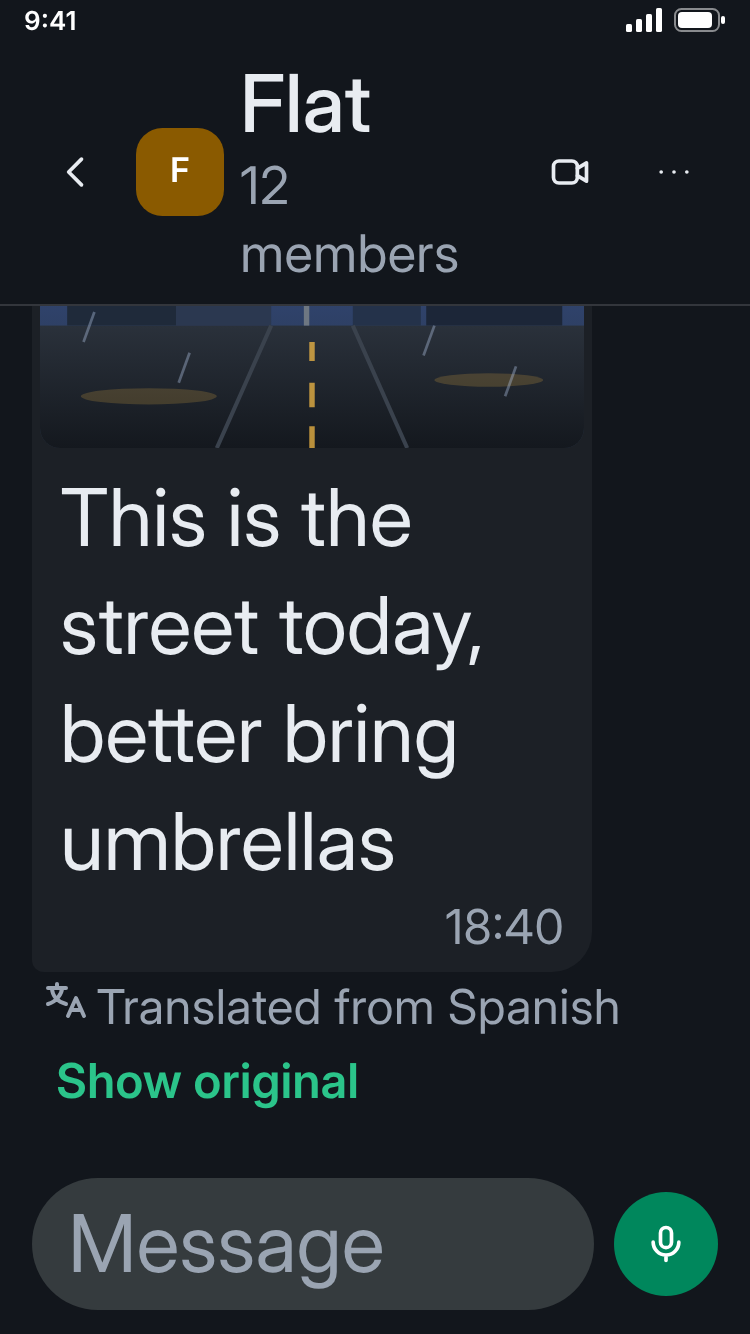 9:41
Flat
F
12
members
This is the
street today,
better bring
umbrellas
18:40
Translated from Spanish
Show original
Message